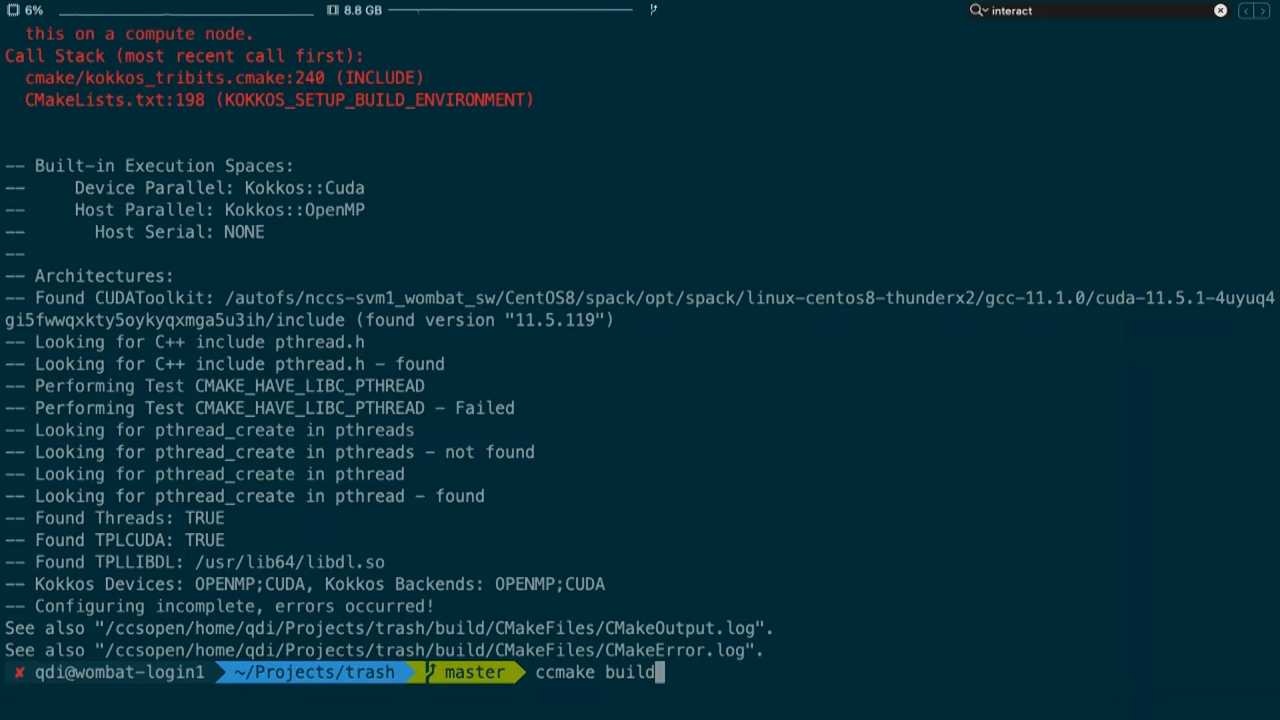 6% 8.8 GB interact
this on a compute node.
Call Stack (most recent call first):
cmake/kokkos_tribits.cmake:240 (INCLUDE)
CMakeLists.txt:198 (KOKKOS_SETUP_BUILD_ENVIRONMENT)
-- Built-in Execution Spaces:
-- Device Parallel: Kokkos::Cuda
-- Host Parallel: Kokkos::OpenMP
-- Host Serial: NONE
--
-- Architectures:
-- Found CUDAToolkit: /autofs/nccs-svm1_wombat_sw/CentOS8/spack/opt/spack/linux-centos8-thunderx2/gcc-11.1.0/cuda-11.5.1-4uyuq4
gi5fwwqxkty5oykyqxmga5u3ih/include (found version "11.5.119")
-- Looking for C++ include pthread.h
-- Looking for C++ include pthread.h - found
-- Performing Test CMAKE_HAVE_LIBC_PTHREAD
-- Performing Test CMAKE_HAVE_LIBC_PTHREAD - Failed
-- Looking for pthread_create in pthreads
-- Looking for pthread_create in pthreads - not found
-- Looking for pthread_create in pthread
-- Looking for pthread_create in pthread - found
-- Found Threads: TRUE
-- Found TPLCUDA: TRUE
-- Found TPLLIBDL: /usr/lib64/libdl.so
-- Kokkos Devices: OPENMP;CUDA, Kokkos Backends: OPENMP;CUDA
-- Configuring incomplete, errors occurred!
See also "/ccsopen/home/qdi/Projects/trash/build/CMakeFiles/CMakeOutput.log".
See also "/ccsopen/home/qdi/Projects/trash/build/CMakeFiles/CMakeError.log".
✘ qdi@wombat-login1 ~/Projects/trash master ccmake build